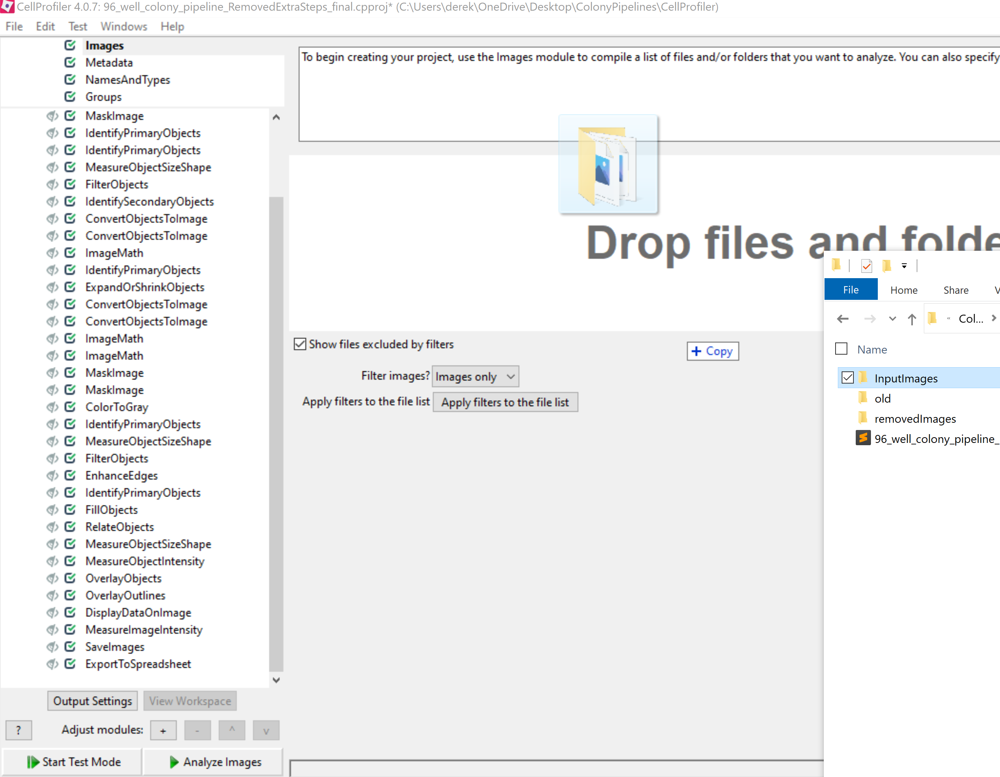 CellProfiler 4.0.7: 96_well_colony_pipeline_RemovedExtraSteps_final.cpproj* (C:\Users\derek\OneDrive\Desktop\ColonyPipelines\CellProfiler)
File Edit Test Windows Help
Images
Metadata
NamesAndTypes
Groups
MaskImage
IdentifyPrimaryObjects
IdentifyPrimaryObjects
MeasureObjectSizeShape
FilterObjects
IdentifySecondaryObjects
ConvertObjectsToImage
ConvertObjectsToImage
ImageMath
IdentifyPrimaryObjects
ExpandOrShrinkObjects
ConvertObjectsToImage
ConvertObjectsToImage
ImageMath
ImageMath
MaskImage
MaskImage
ColorToGray
IdentifyPrimaryObjects
MeasureObjectSizeShape
FilterObjects
EnhanceEdges
IdentifyPrimaryObjects
FillObjects
RelateObjects
MeasureObjectSizeShape
MeasureObjectIntensity
OverlayObjects
OverlayOutlines
DisplayDataOnImage
MeasureImageIntensity
SaveImages
ExportToSpreadsheet
Output Settings View Workspace
? Adjust modules: + - ^ v
Start Test Mode Analyze Images
To begin creating your project, use the Images module to compile a list of files and/or folders that you want to analyze. You can also specify
Drop files and folde
Show files excluded by filters
+ Copy
Filter images? Images only
Apply filters to the file list Apply filters to the file list
File Home Share V
« Col... >
Name
InputImages
old
removedImages
96_well_colony_pipeline_